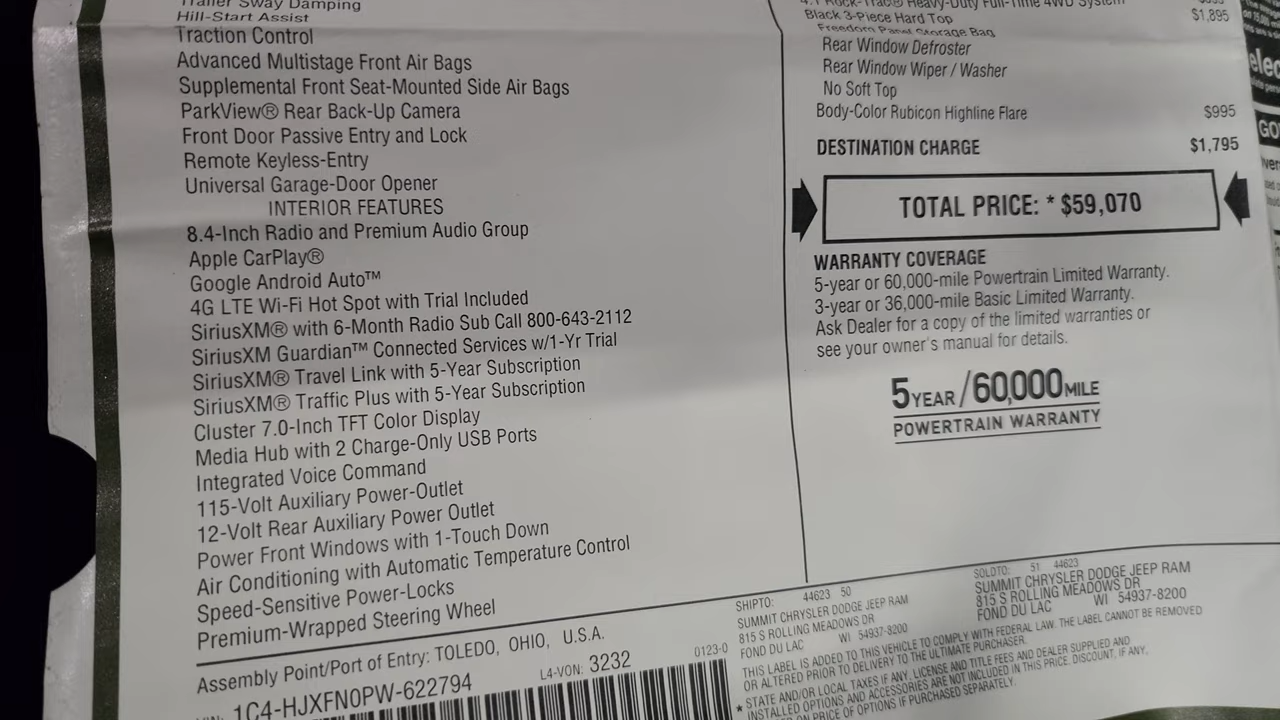 Trailer Sway Damping
Hill-Start Assist
Traction Control
Advanced Multistage Front Air Bags
Supplemental Front Seat-Mounted Side Air Bags
ParkView® Rear Back-Up Camera
Front Door Passive Entry and Lock
Remote Keyless-Entry
Universal Garage-Door Opener
INTERIOR FEATURES
8.4-Inch Radio and Premium Audio Group
Apple CarPlay®
Google Android Auto™
4G LTE Wi-Fi Hot Spot with Trial Included
SiriusXM® with 6-Month Radio Sub Call 800-643-2112
SiriusXM Guardian™ Connected Services w/1-Yr Trial
SiriusXM® Travel Link with 5-Year Subscription
SiriusXM® Traffic Plus with 5-Year Subscription
Cluster 7.0-Inch TFT Color Display
Media Hub with 2 Charge-Only USB Ports
Integrated Voice Command
115-Volt Auxiliary Power-Outlet
12-Volt Rear Auxiliary Power Outlet
Power Front Windows with 1-Touch Down
Air Conditioning with Automatic Temperature Control
Speed-Sensitive Power-Locks
Premium-Wrapped Steering Wheel
4:1 Rock-Trac® Heavy-Duty Full-Time 4WD System
Black 3-Piece Hard Top $1,895
Freedom Panel Storage Bag
Rear Window Defroster
Rear Window Wiper / Washer
No Soft Top
Body-Color Rubicon Highline Flare $995
DESTINATION CHARGE $1,795
TOTAL PRICE: * $59,070
WARRANTY COVERAGE
5-year or 60,000-mile Powertrain Limited Warranty.
3-year or 36,000-mile Basic Limited Warranty.
Ask Dealer for a copy of the limited warranties or
see your owner's manual for details.
5 YEAR / 60,000 MILE
POWERTRAIN WARRANTY
Assembly Point/Port of Entry: TOLEDO, OHIO, U.S.A.
1C4-HJXFN0PW-622794
L4-VON: 3232
0123-0
SHIPTO: 44623 50
SUMMIT CHRYSLER DODGE JEEP RAM
815 S ROLLING MEADOWS DR
FOND DU LAC WI 54937-8200
SOLDTO: 51 44623
SUMMIT CHRYSLER DODGE JEEP RAM
815 S ROLLING MEADOWS DR
FOND DU LAC WI 54937-8200
THIS LABEL IS ADDED TO THIS VEHICLE TO COMPLY WITH FEDERAL LAW. THE LABEL CANNOT BE REMOVED
OR ALTERED PRIOR TO DELIVERY TO THE ULTIMATE PURCHASER.
* STATE AND/OR LOCAL TAXES IF ANY, LICENSE AND TITLE FEES AND DEALER SUPPLIED AND
INSTALLED OPTIONS AND ACCESSORIES ARE NOT INCLUDED IN THIS PRICE. DISCOUNT, IF ANY,
ON PRICE OF OPTIONS IF PURCHASED SEPARATELY.